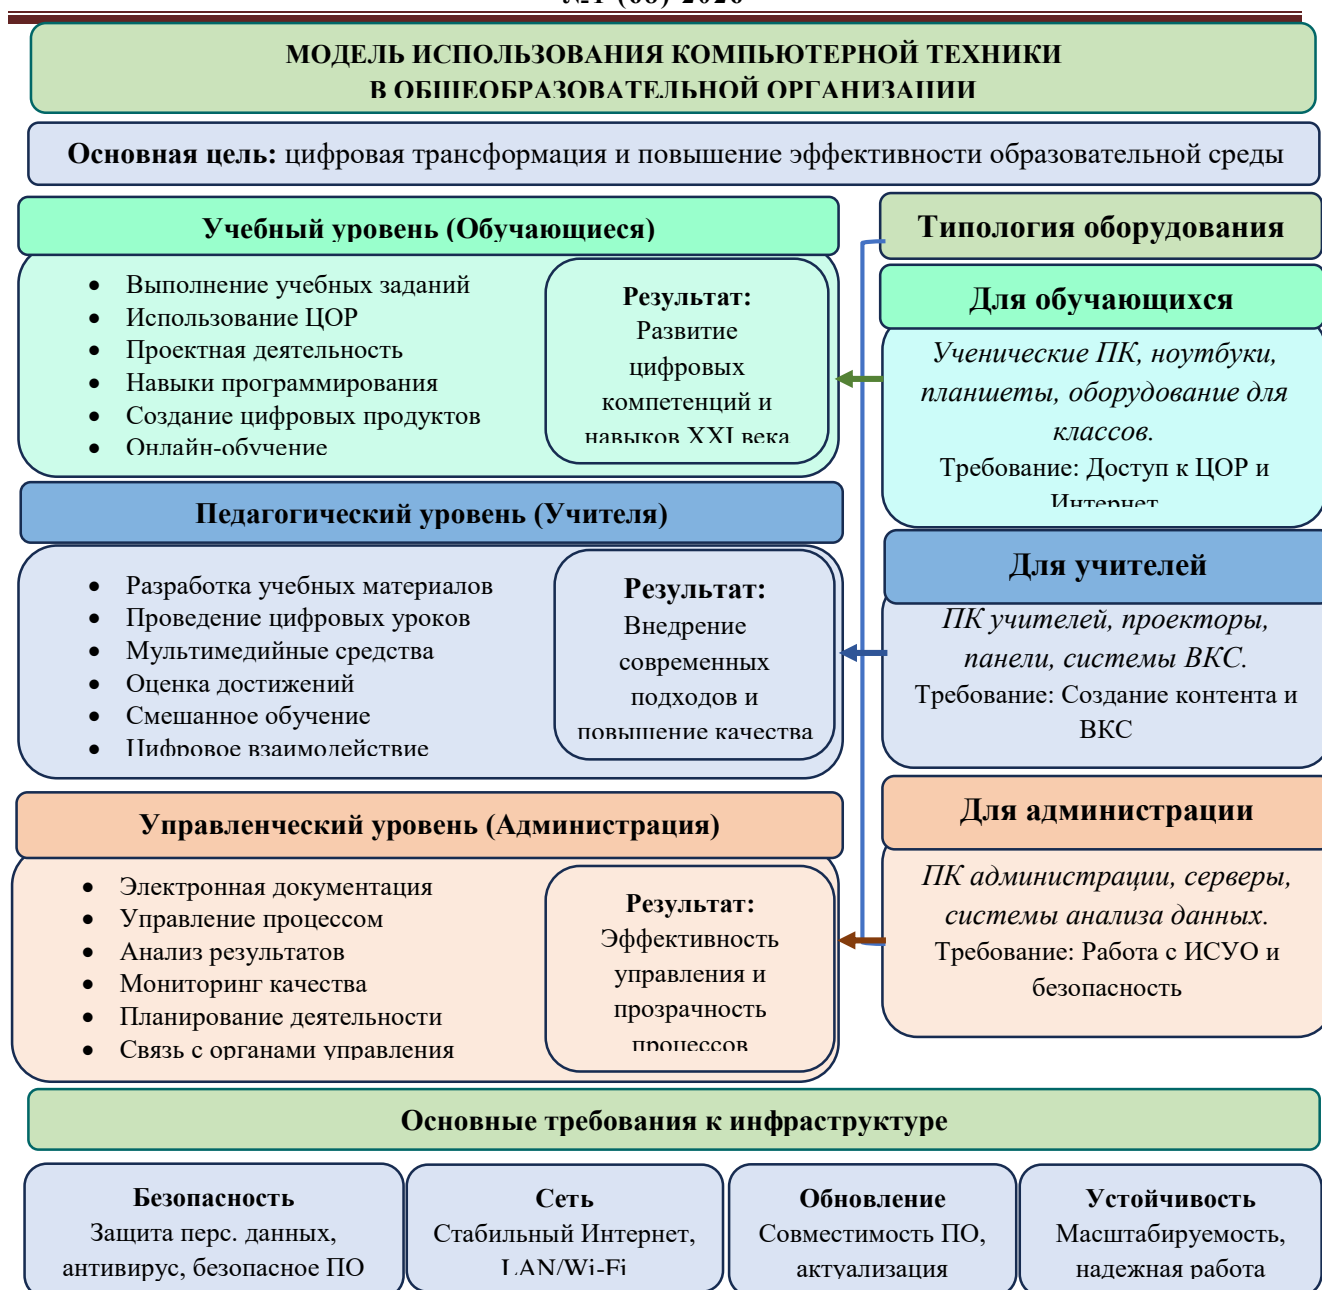 МОДЕЛЬ ИСПОЛЬЗОВАНИЯ КОМПЬЮТЕРНОЙ ТЕХНИКИ
В ОБЩЕОБРАЗОВАТЕЛЬНОЙ ОРГАНИЗАЦИИ
Основная цель: цифровая трансформация и повышение эффективности образовательной среды
Учебный уровень (Обучающиеся)
• Выполнение учебных заданий
• Использование ЦОР
• Проектная деятельность
• Навыки программирования
• Создание цифровых продуктов
• Онлайн-обучение
Результат:
Развитие
цифровых
компетенций и
навыков XXI века
Педагогический уровень (Учителя)
• Разработка учебных материалов
• Проведение цифровых уроков
• Мультимедийные средства
• Оценка достижений
• Смешанное обучение
• Цифровое взаимодействие
Результат:
Внедрение
современных
подходов и
повышение качества
Управленческий уровень (Администрация)
• Электронная документация
• Управление процессом
• Анализ результатов
• Мониторинг качества
• Планирование деятельности
• Связь с органами управления
Результат:
Эффективность
управления и
прозрачность
процессов
Типология оборудования
Для обучающихся
Ученические ПК, ноутбуки,
планшеты, оборудование для
классов.
Требование: Доступ к ЦОР и
Интернет
Для учителей
ПК учителей, проекторы,
панели, системы ВКС.
Требование: Создание контента и
ВКС
Для администрации
ПК администрации, серверы,
системы анализа данных.
Требование: Работа с ИСУО и
безопасность
Основные требования к инфраструктуре
Безопасность
Защита перс. данных,
антивирус, безопасное ПО
Сеть
Стабильный Интернет,
LAN/Wi-Fi
Обновление
Совместимость ПО,
актуализация
Устойчивость
Масштабируемость,
надежная работа